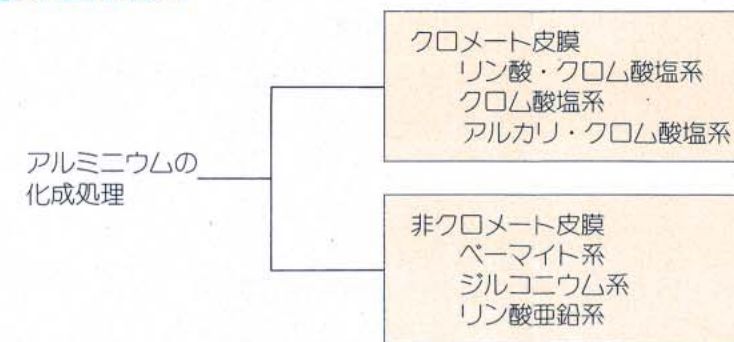 アルミニウムの
化成処理
クロメート皮膜
リン酸・クロム酸塩系
クロム酸塩系
アルカリ・クロム酸塩系
非クロメート皮膜
ベーマイト系
ジルコニウム系
リン酸亜鉛系